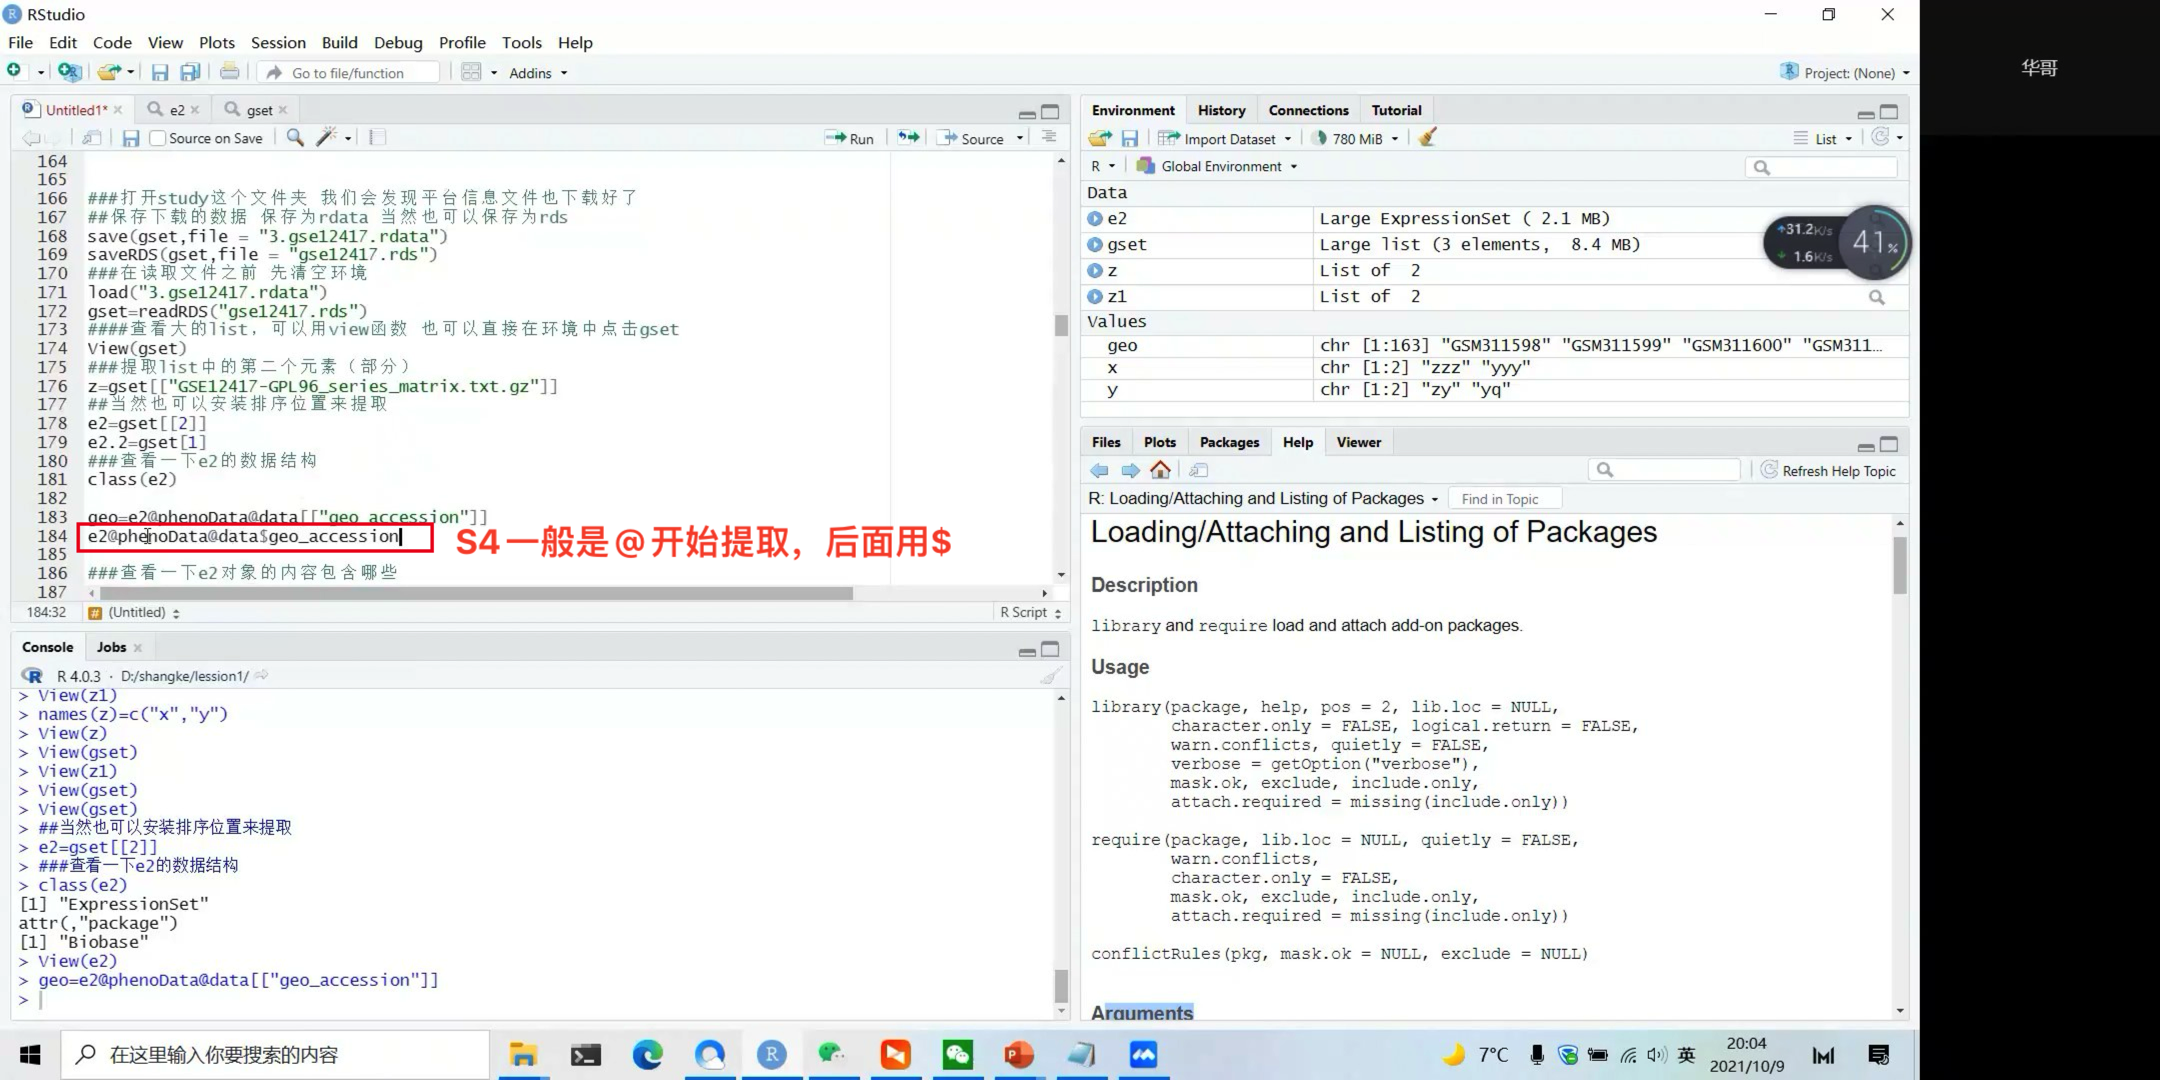 RStudio
File Edit Code View Plots Session Build Debug Profile Tools Help
Go to file/function Addins Project: (None)
华哥
Untitled1* e2 gset
Source on Save Run Source
164
165
166 ###打开study这个文件夹 我们会发现平台信息文件也下载好了
167 ##保存下载的数据 保存为rdata 当然也可以保存为rds
168 save(gset,file = "3.gse12417.rdata")
169 saveRDS(gset,file = "gse12417.rds")
170 ###在读取文件之前 先清空环境
171 load("3.gse12417.rdata")
172 gset=readRDS("gse12417.rds")
173 ####查看大的list，可以用view函数 也可以直接在环境中点击gset
174 View(gset)
175 ###提取list中的第二个元素（部分）
176 z=gset[["GSE12417-GPL96_series_matrix.txt.gz"]]
177 ##当然也可以安装排序位置来提取
178 e2=gset[[2]]
179 e2.2=gset[1]
180 ###查看一下e2的数据结构
181 class(e2)
182
183 geo=e2@phenoData@data[["geo_accession"]]
184 e2@phenoData@data$geo_accession
S4一般是@开始提取，后面用$
185
186 ###查看一下e2对象的内容包含哪些
187
184:32 (Untitled) R Script
Console Jobs
R 4.0.3 · D:/shangke/lession1/
> View(z1)
> names(z)=c("x","y")
> View(z)
> View(gset)
> View(z1)
> View(gset)
> View(gset)
> ##当然也可以安装排序位置来提取
> e2=gset[[2]]
> ###查看一下e2的数据结构
> class(e2)
[1] "ExpressionSet"
attr(,"package")
[1] "Biobase"
> View(e2)
> geo=e2@phenoData@data[["geo_accession"]]
>
Environment History Connections Tutorial
Import Dataset 780 MiB List
R Global Environment
Data
e2 Large ExpressionSet ( 2.1 MB)
gset Large list (3 elements, 8.4 MB)
z List of 2
z1 List of 2
Values
geo chr [1:163] "GSM311598" "GSM311599" "GSM311600" "GSM311...
x chr [1:2] "zzz" "yyy"
y chr [1:2] "zy" "yq"
31.2K/s
1.6K/s
41%
Files Plots Packages Help Viewer
Refresh Help Topic
R: Loading/Attaching and Listing of Packages Find in Topic
Loading/Attaching and Listing of Packages
Description
library and require load and attach add-on packages.
Usage
library(package, help, pos = 2, lib.loc = NULL,
character.only = FALSE, logical.return = FALSE,
warn.conflicts, quietly = FALSE,
verbose = getOption("verbose"),
mask.ok, exclude, include.only,
attach.required = missing(include.only))
require(package, lib.loc = NULL, quietly = FALSE,
warn.conflicts,
character.only = FALSE,
mask.ok, exclude, include.only,
attach.required = missing(include.only))
conflictRules(pkg, mask.ok = NULL, exclude = NULL)
Arguments
在这里输入你要搜索的内容
7°C 英
20:04
2021/10/9